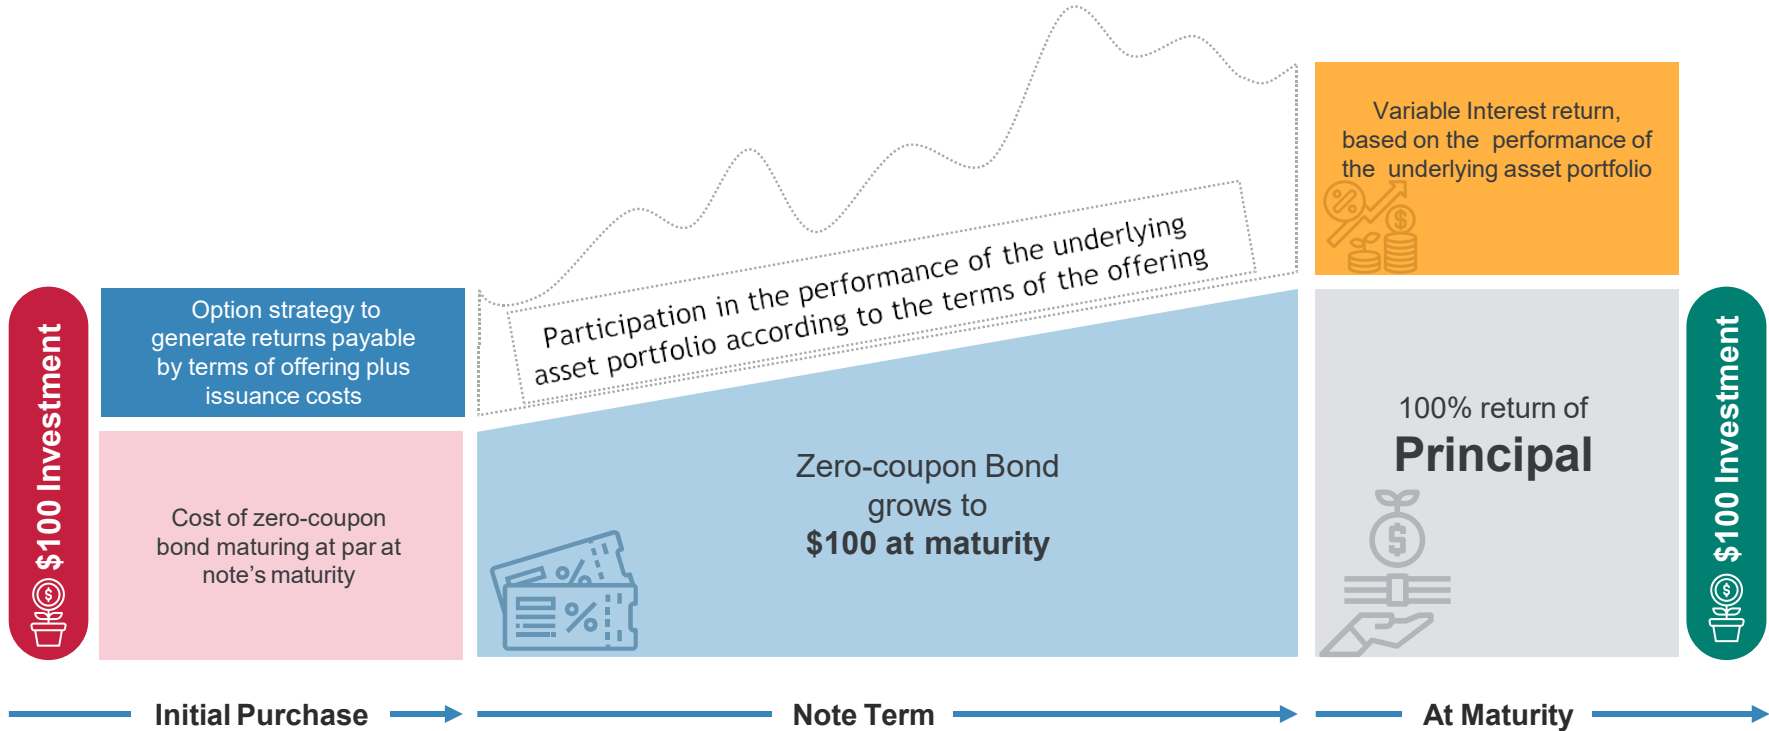 $100 Investment
Option strategy to
generate returns payable
by terms of offering plus
issuance costs
Cost of zero-coupon
bond maturing at par at
note's maturity
Participation in the performance of the underlying
asset portfolio according to the terms of the offering
Zero-coupon Bond
grows to
$100 at maturity
Variable Interest return,
based on the performance of
the underlying asset portfolio
100% return of
Principal
$100 Investment
Initial Purchase
Note Term
At Maturity